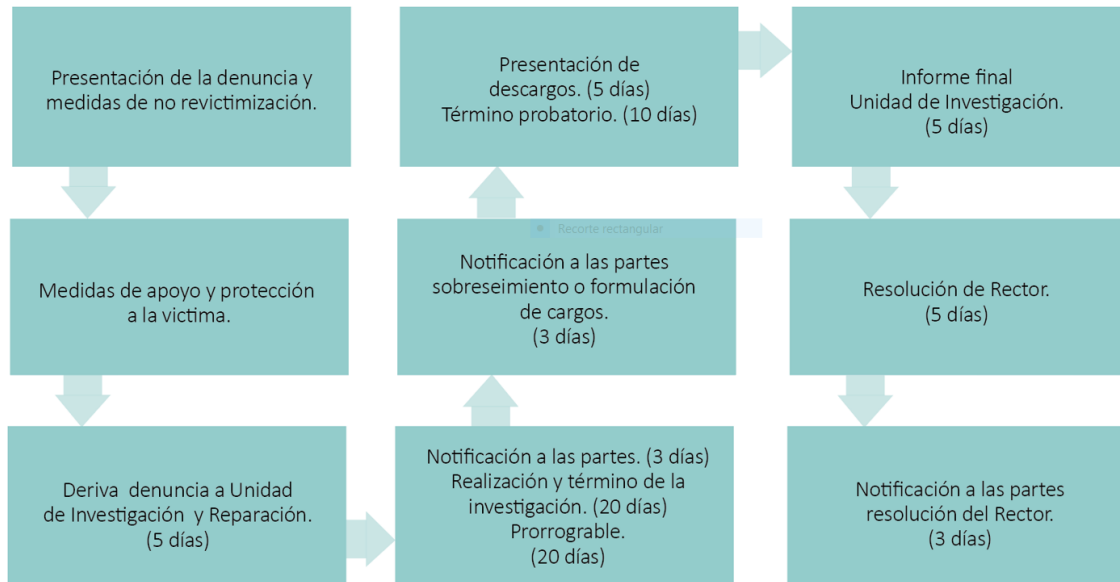 Presentación de la denuncia y
medidas de no revictimización.
Medidas de apoyo y protección
a la victima.
Deriva denuncia a Unidad
de Investigación y Reparación.
(5 días)
Notificación a las partes. (3 días)
Realización y término de la
investigación. (20 días)
Prorrograble.
(20 días)
Notificación a las partes
sobreseimiento o formulación
de cargos.
(3 días)
Recorte rectangular
Presentación de
descargos. (5 días)
Término probatorio. (10 días)
Informe final
Unidad de Investigación.
(5 días)
Resolución de Rector.
(5 días)
Notificación a las partes
resolución del Rector.
(3 días)